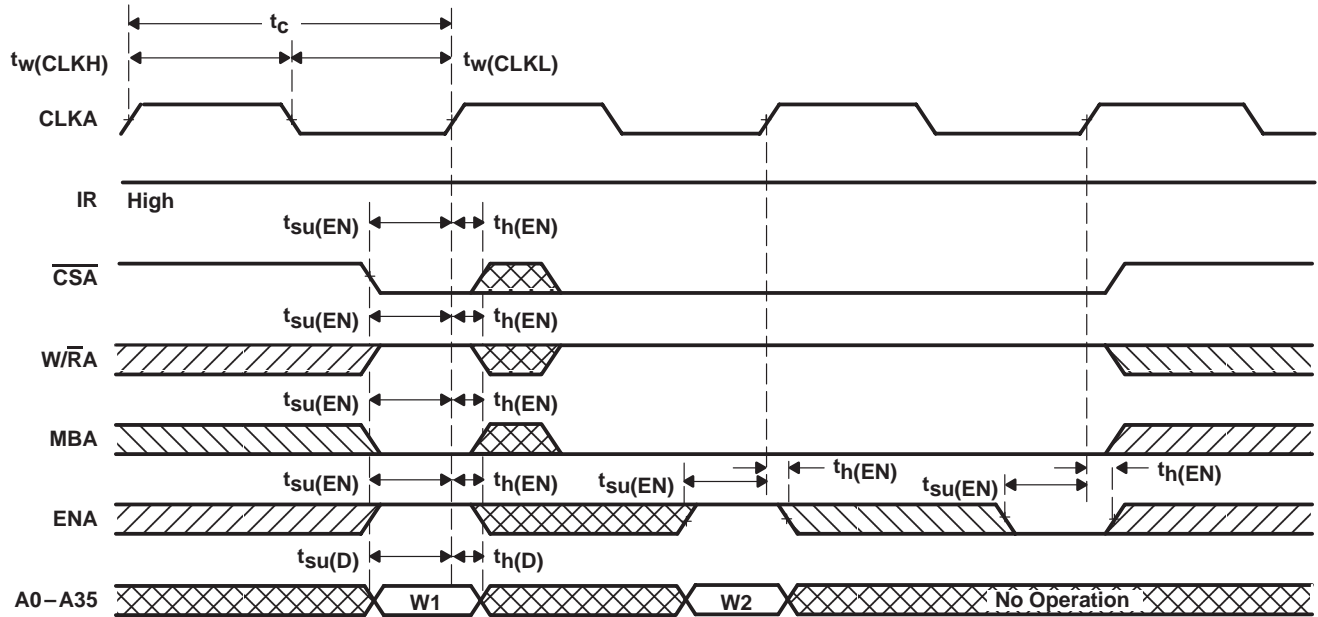 tc
tw(CLKH) tw(CLKL)
CLKA
IR High
tsu(EN) th(EN)
CSA
tsu(EN) th(EN)
W/RA
tsu(EN) th(EN)
MBA
tsu(EN) th(EN) tsu(EN) th(EN) tsu(EN) th(EN)
ENA
tsu(D) th(D)
A0–A35 W1 W2 No Operation